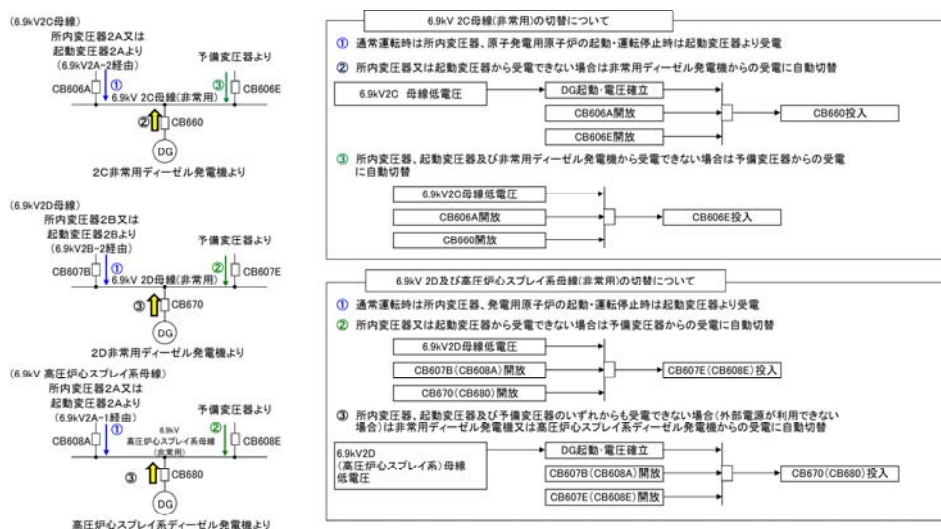 (6.9kV2C母線)
所内変圧器2A又は
起動変圧器2Aより
(6.9kV2A-2経由)
予備変圧器より
CB606A
①
③
CB606E
6.9kV 2C母線(非常用)
②
CB660
DG
2C非常用ディーゼル発電機より
(6.9kV2D母線)
所内変圧器2B又は
起動変圧器2Bより
(6.9kV2B-2経由)
予備変圧器より
CB607B
①
②
CB607E
6.9kV 2D母線(非常用)
③
CB670
DG
2D非常用ディーゼル発電機より
(6.9kV 高圧炉心スプレイ系母線)
所内変圧器2A又は
起動変圧器2Aより
(6.9kV2A-1経由)
予備変圧器より
CB608A
①
6.9kV
高圧炉心スプレイ系母線
(非常用)
②
CB608E
③
CB680
DG
高圧炉心スプレイ系ディーゼル発電機より
6.9kV 2C母線(非常用)の切替について
① 通常運転時は所内変圧器、原子発電用原子炉の起動・運転停止時は起動変圧器より受電
② 所内変圧器又は起動変圧器から受電できない場合は非常用ディーゼル発電機からの受電に自動切替
6.9kV2C 母線低電圧
DG起動・電圧確立
CB606A開放
CB606E開放
CB660投入
③ 所内変圧器、起動変圧器及び非常用ディーゼル発電機から受電できない場合は予備変圧器からの受電
に自動切替
6.9kV2C母線低電圧
CB606A開放
CB660開放
CB606E投入
6.9kV 2D及び高圧炉心スプレイ系母線(非常用)の切替について
① 通常運転時は所内変圧器、発電用原子炉の起動・運転停止時は起動変圧器より受電
② 所内変圧器又は起動変圧器から受電できない場合は予備変圧器からの受電に自動切替
6.9kV2D母線低電圧
CB607B(CB608A)開放
CB670(CB680)開放
CB607E(CB608E)投入
③ 所内変圧器、起動変圧器及び予備変圧器のいずれからも受電できない場合(外部電源が利用できない
場合)は非常用ディーゼル発電機又は高圧炉心スプレイ系ディーゼル発電機からの受電に自動切替
6.9kV2D
(高圧炉心スプレイ系)母線
低電圧
DG起動・電圧確立
CB607B(CB608A)開放
CB607E(CB608E)開放
CB670(CB680)投入